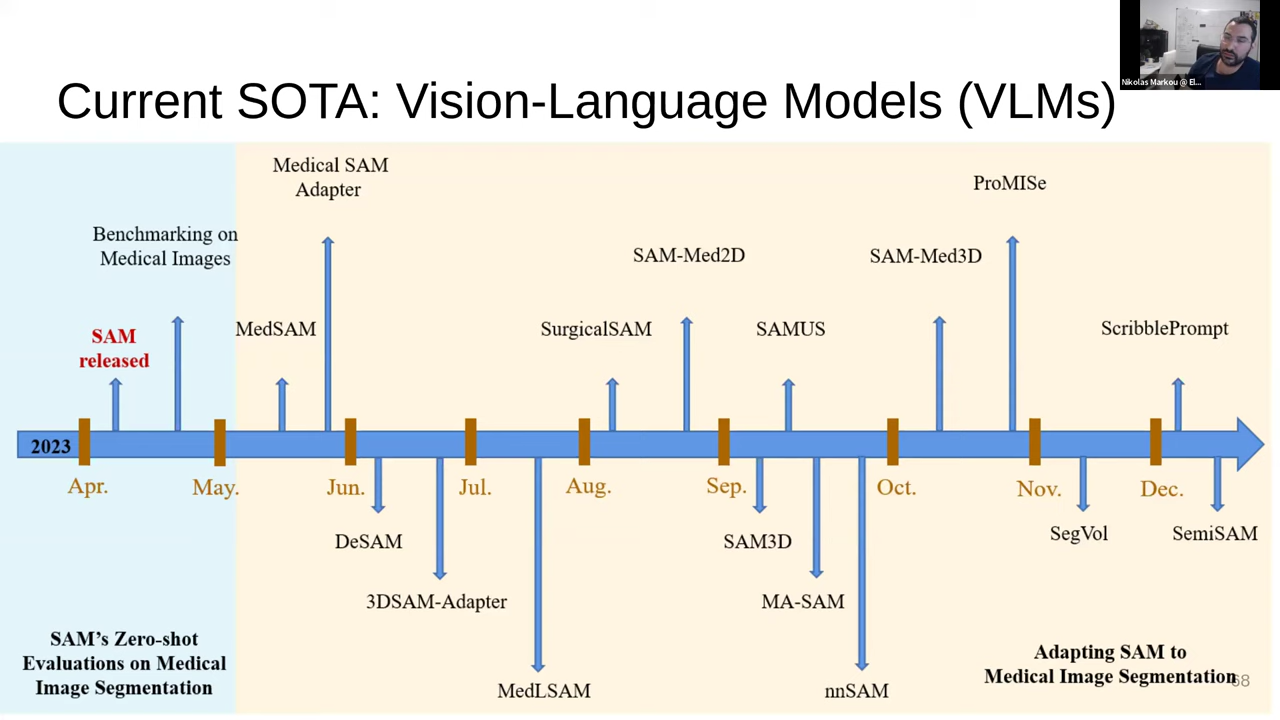 Nikolas Markou @ El...
Current SOTA: Vision-Language Models (VLMs)
Medical SAM
Adapter
ProMISe
Benchmarking on
Medical Images
SAM-Med2D
SAM-Med3D
SAM
released
MedSAM
SurgicalSAM
SAMUS
ScribblePrompt
2023
Apr.
May.
Jun.
Jul.
Aug.
Sep.
Oct.
Nov.
Dec.
DeSAM
SAM3D
SegVol
SemiSAM
3DSAM-Adapter
MA-SAM
MedLSAM
nnSAM
SAM’s Zero-shot
Evaluations on Medical
Image Segmentation
Adapting SAM to
Medical Image Segmentation
68